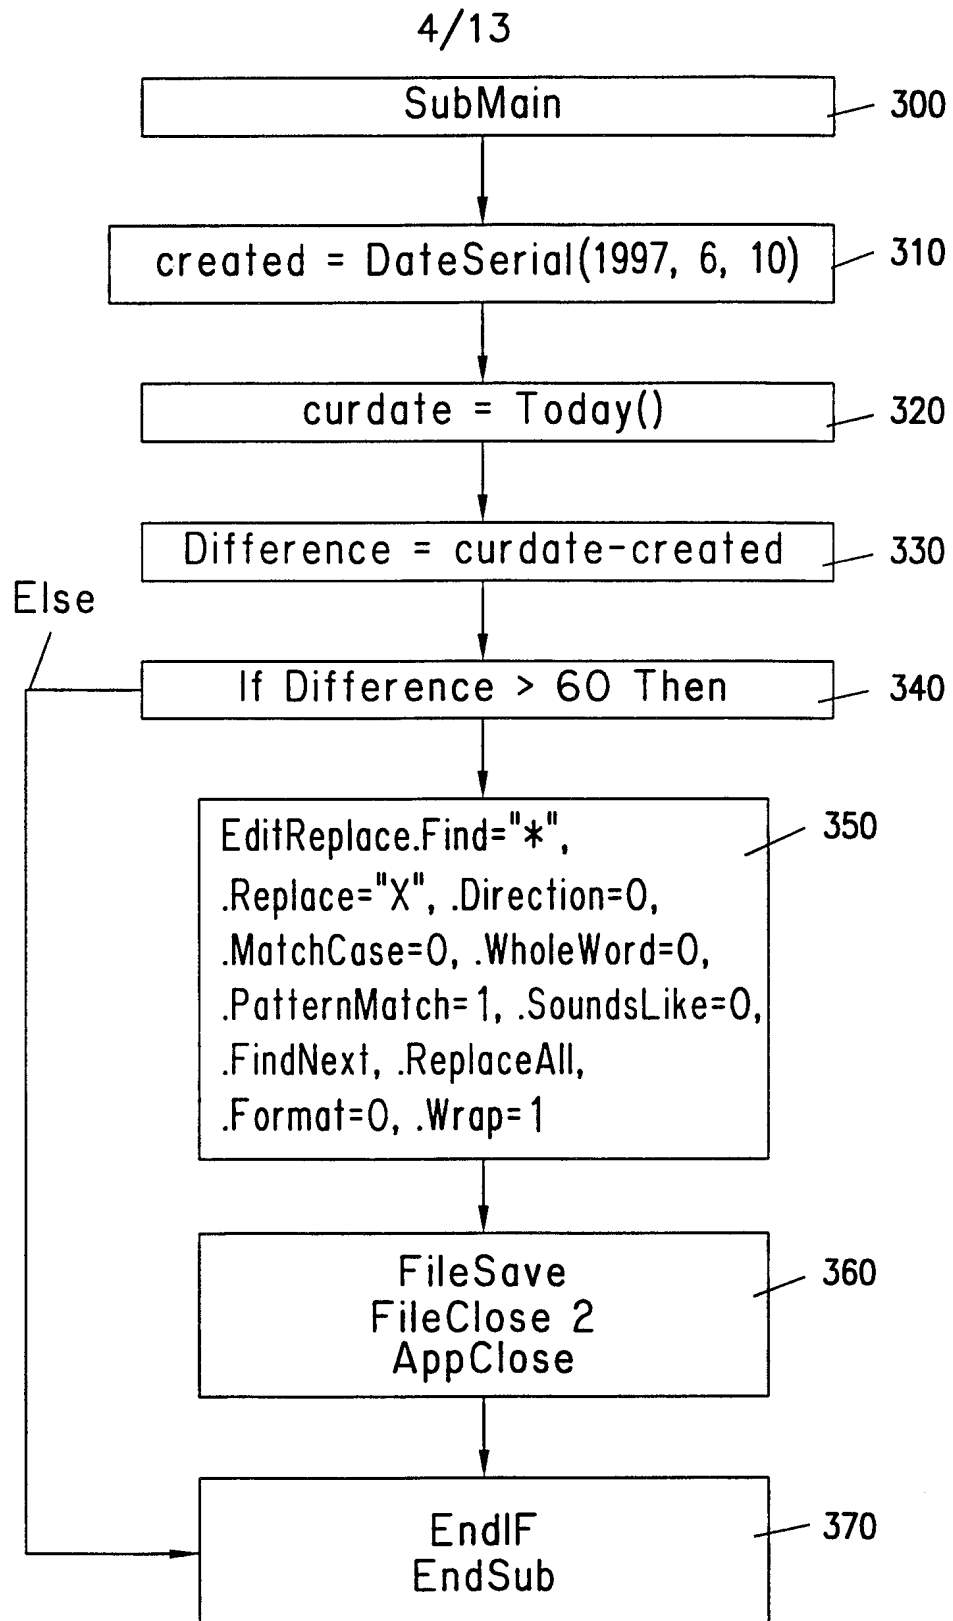 4/13
SubMain
300
created = DateSerial(1997, 6, 10)
310
curdate = Today()
320
Difference = curdate-created
330
Else
If Difference > 60 Then
340
EditReplace.Find="*",
.Replace="X", .Direction=0,
.MatchCase=0, .WholeWord=0,
.PatternMatch=1, .SoundsLike=0,
.FindNext, .ReplaceAll,
.Format=0, .Wrap=1
350
FileSave
FileClose 2
AppClose
360
EndIF
EndSub
370